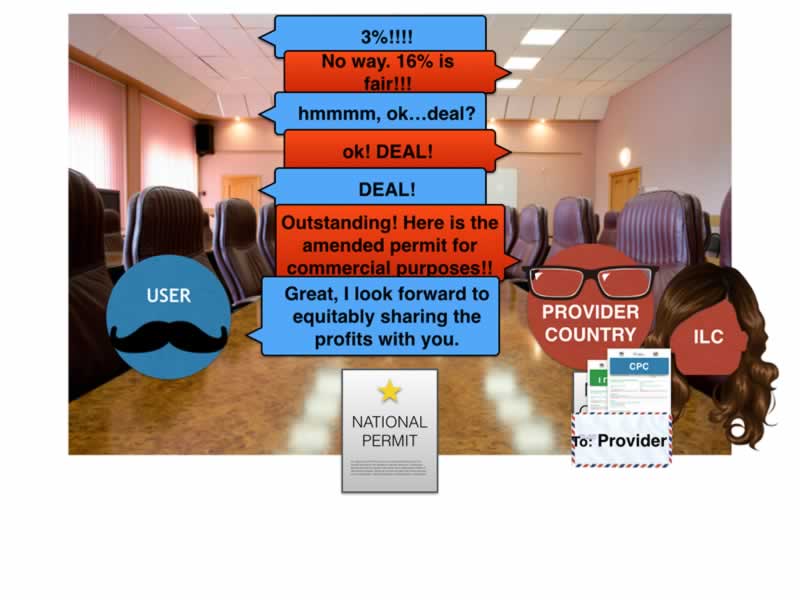 3%!!!!
No way. 16% is
fair!!!
hmmmm, ok...deal?
ok! DEAL!
DEAL!
Outstanding! Here is the
amended permit for
commercial purposes!!
Great, I look forward to
equitably sharing the
profits with you.
USER
PROVIDER
COUNTRY
ILC
CPC
To: Provider
NATIONAL
PERMIT